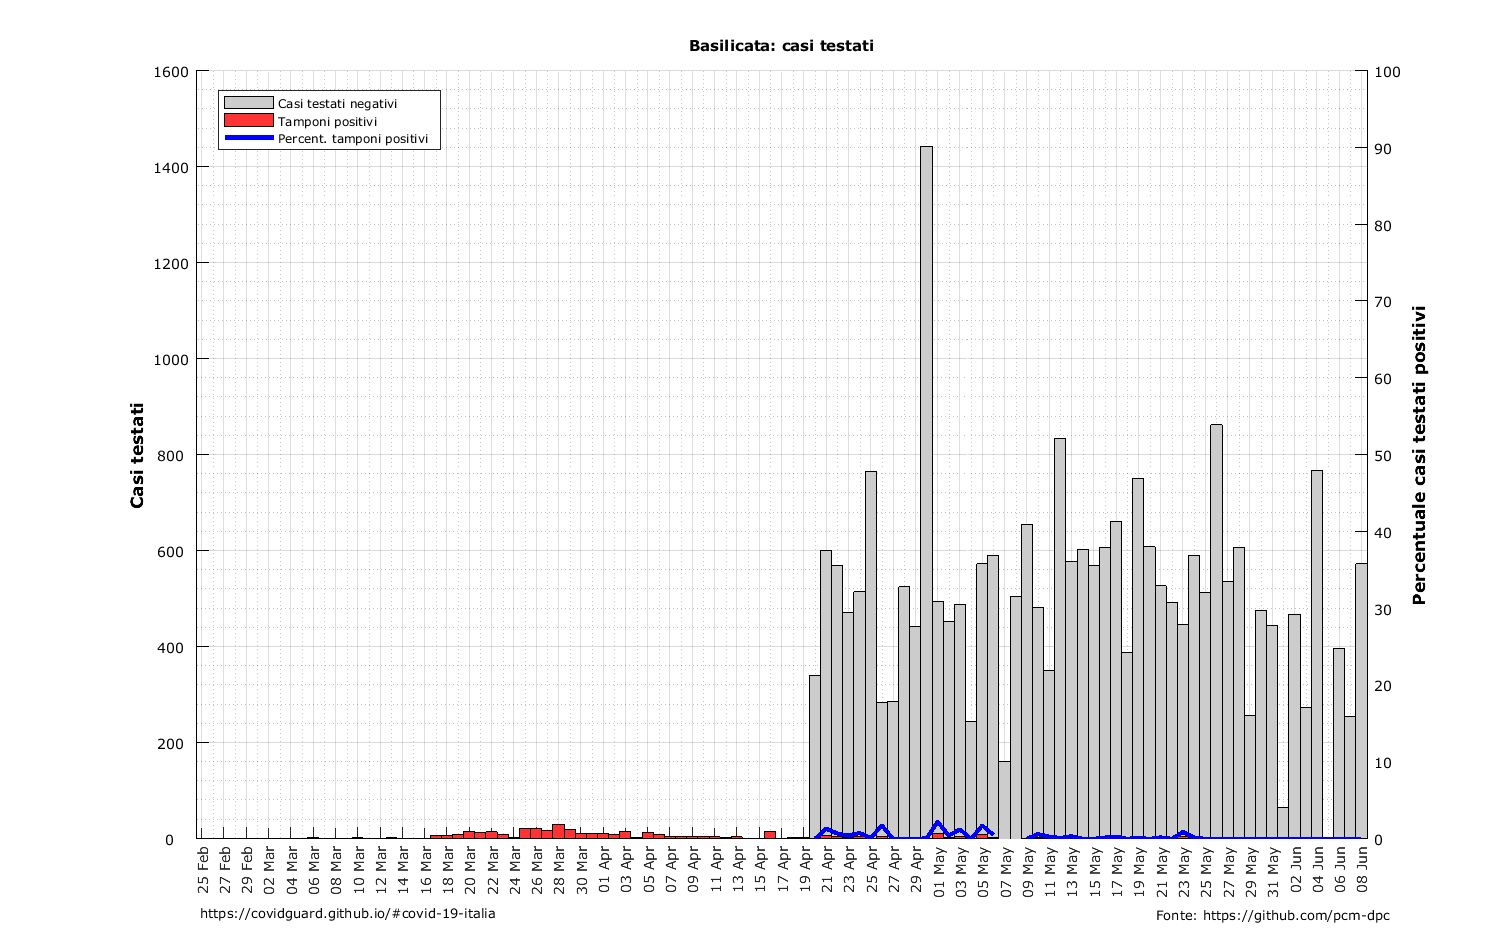 Basilicata: casi testati
1600
1400
1200
1000
800
600
400
200
0
100
90
80
70
60
50
40
30
20
10
0
Casi testati negativi
Tamponi positivi
Percent. tamponi positivi
Casi testati
Percentuale casi testati positivi
25 Feb
27 Feb
29 Feb
02 Mar
04 Mar
06 Mar
08 Mar
10 Mar
12 Mar
14 Mar
16 Mar
18 Mar
20 Mar
22 Mar
24 Mar
26 Mar
28 Mar
30 Mar
01 Apr
03 Apr
05 Apr
07 Apr
09 Apr
11 Apr
13 Apr
15 Apr
17 Apr
19 Apr
21 Apr
23 Apr
25 Apr
27 Apr
29 Apr
01 May
03 May
05 May
07 May
09 May
11 May
13 May
15 May
17 May
19 May
21 May
23 May
25 May
27 May
29 May
31 May
02 Jun
04 Jun
06 Jun
08 Jun
https://covidguard.github.io/#covid-19-italia
Fonte: https://github.com/pcm-dpc